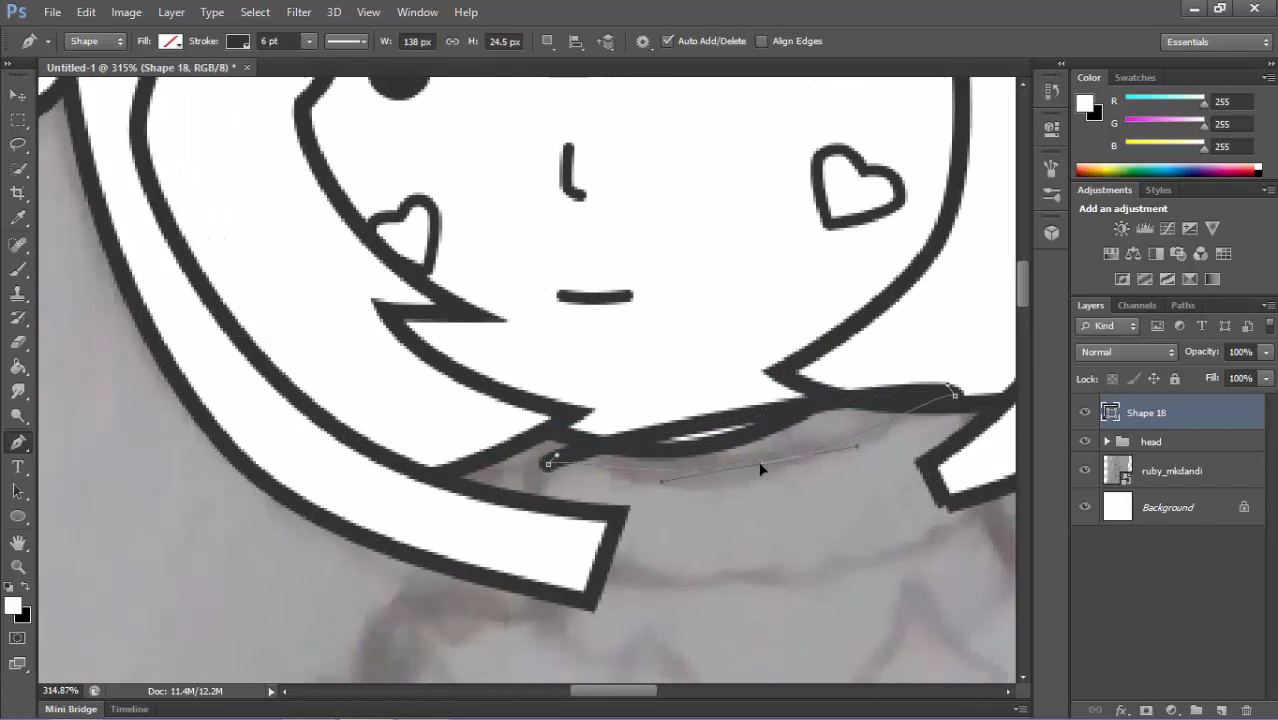 Ps File Edit Image Layer Type Select Filter 3D View Window Help
Shape Fill: Stroke: 6 pt W: 138 px H: 24.5 px Auto Add/Delete Align Edges Essentials
Untitled-1 @ 315% (Shape 18, RGB/8) * ×
Color Swatches
R 255
G 255
B 255
Adjustments Styles
Add an adjustment
Layers Channels Paths
Kind
Normal Opacity: 100%
Lock: Fill: 100%
Shape 18
head
ruby_mkdandi
Background
314.87% Doc: 11.4M/12.2M
Mini Bridge Timeline